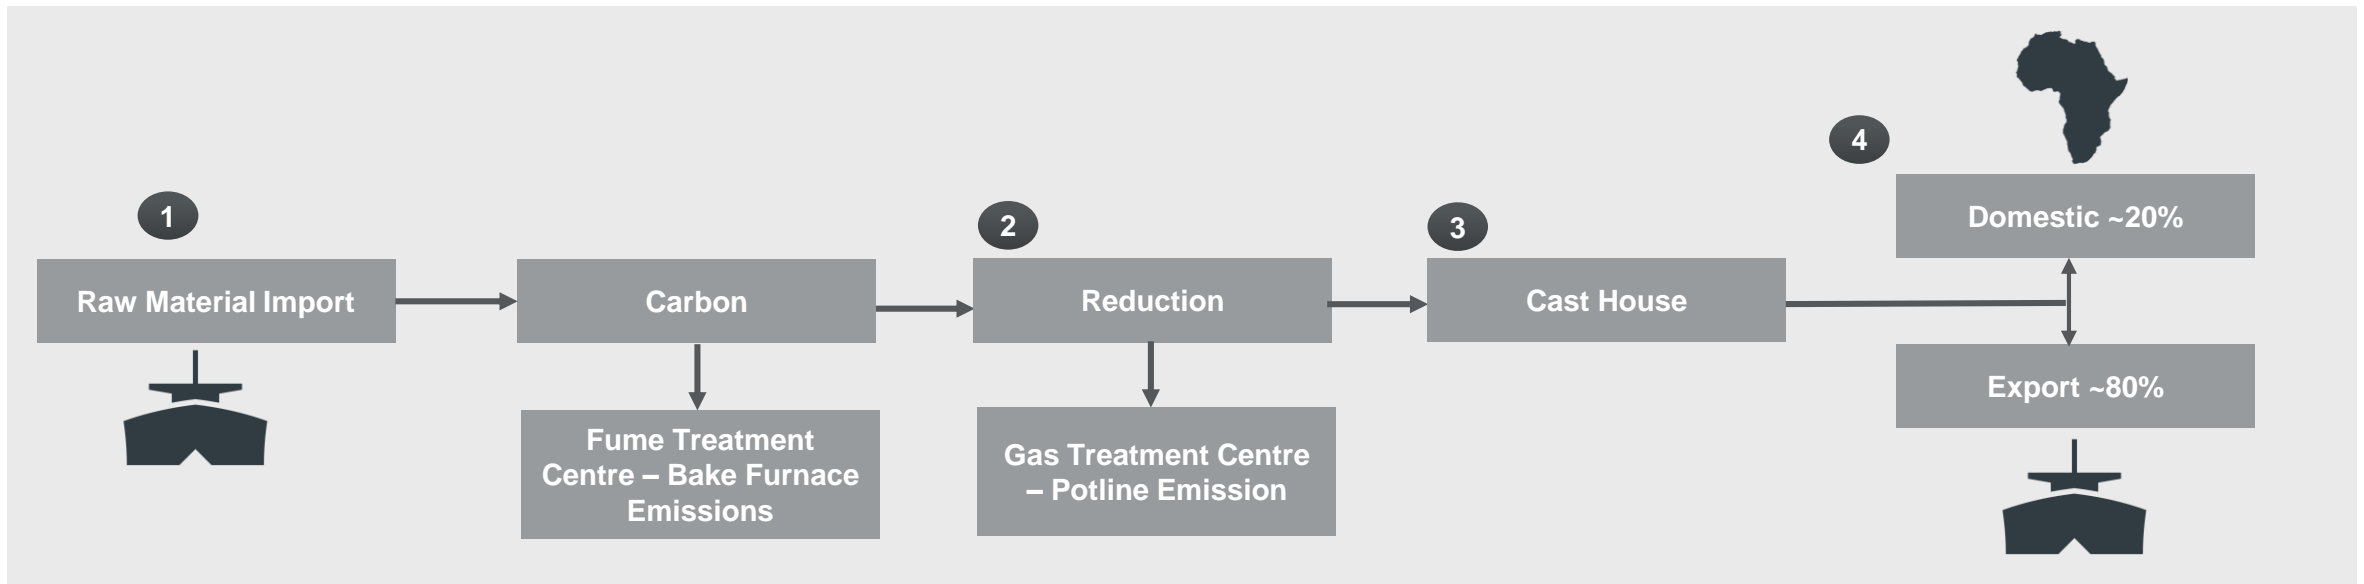 1
Raw Material Import
Carbon
Fume Treatment
Centre – Bake Furnace
Emissions
2
Reduction
Gas Treatment Centre
– Potline Emission
3
Cast House
4
Domestic ~20%
Export ~80%